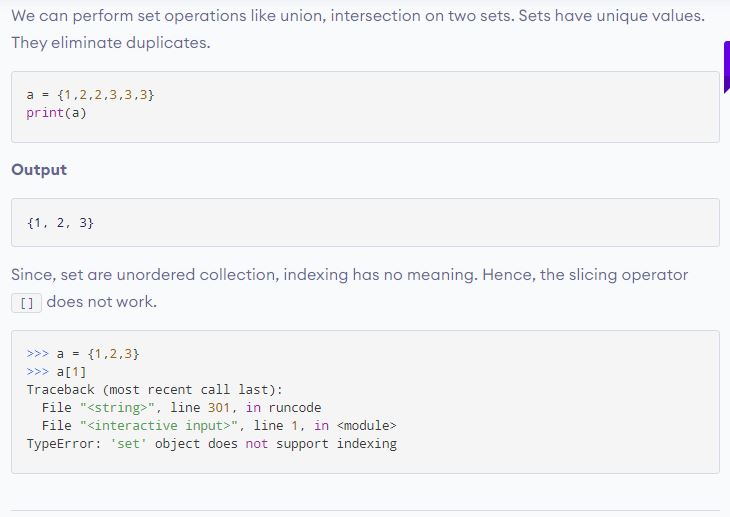 We can perform set operations like union, intersection on two sets. Sets have unique values.
They eliminate duplicates.
a = {1,2,2,3,3,3}
print(a)
Output
{1, 2, 3}
Since, set are unordered collection, indexing has no meaning. Hence, the slicing operator
[] does not work.
>>> a = {1,2,3}
>>> a[1]
Traceback (most recent call last):
  File "<string>", line 301, in runcode
  File "<interactive input>", line 1, in <module>
TypeError: 'set' object does not support indexing